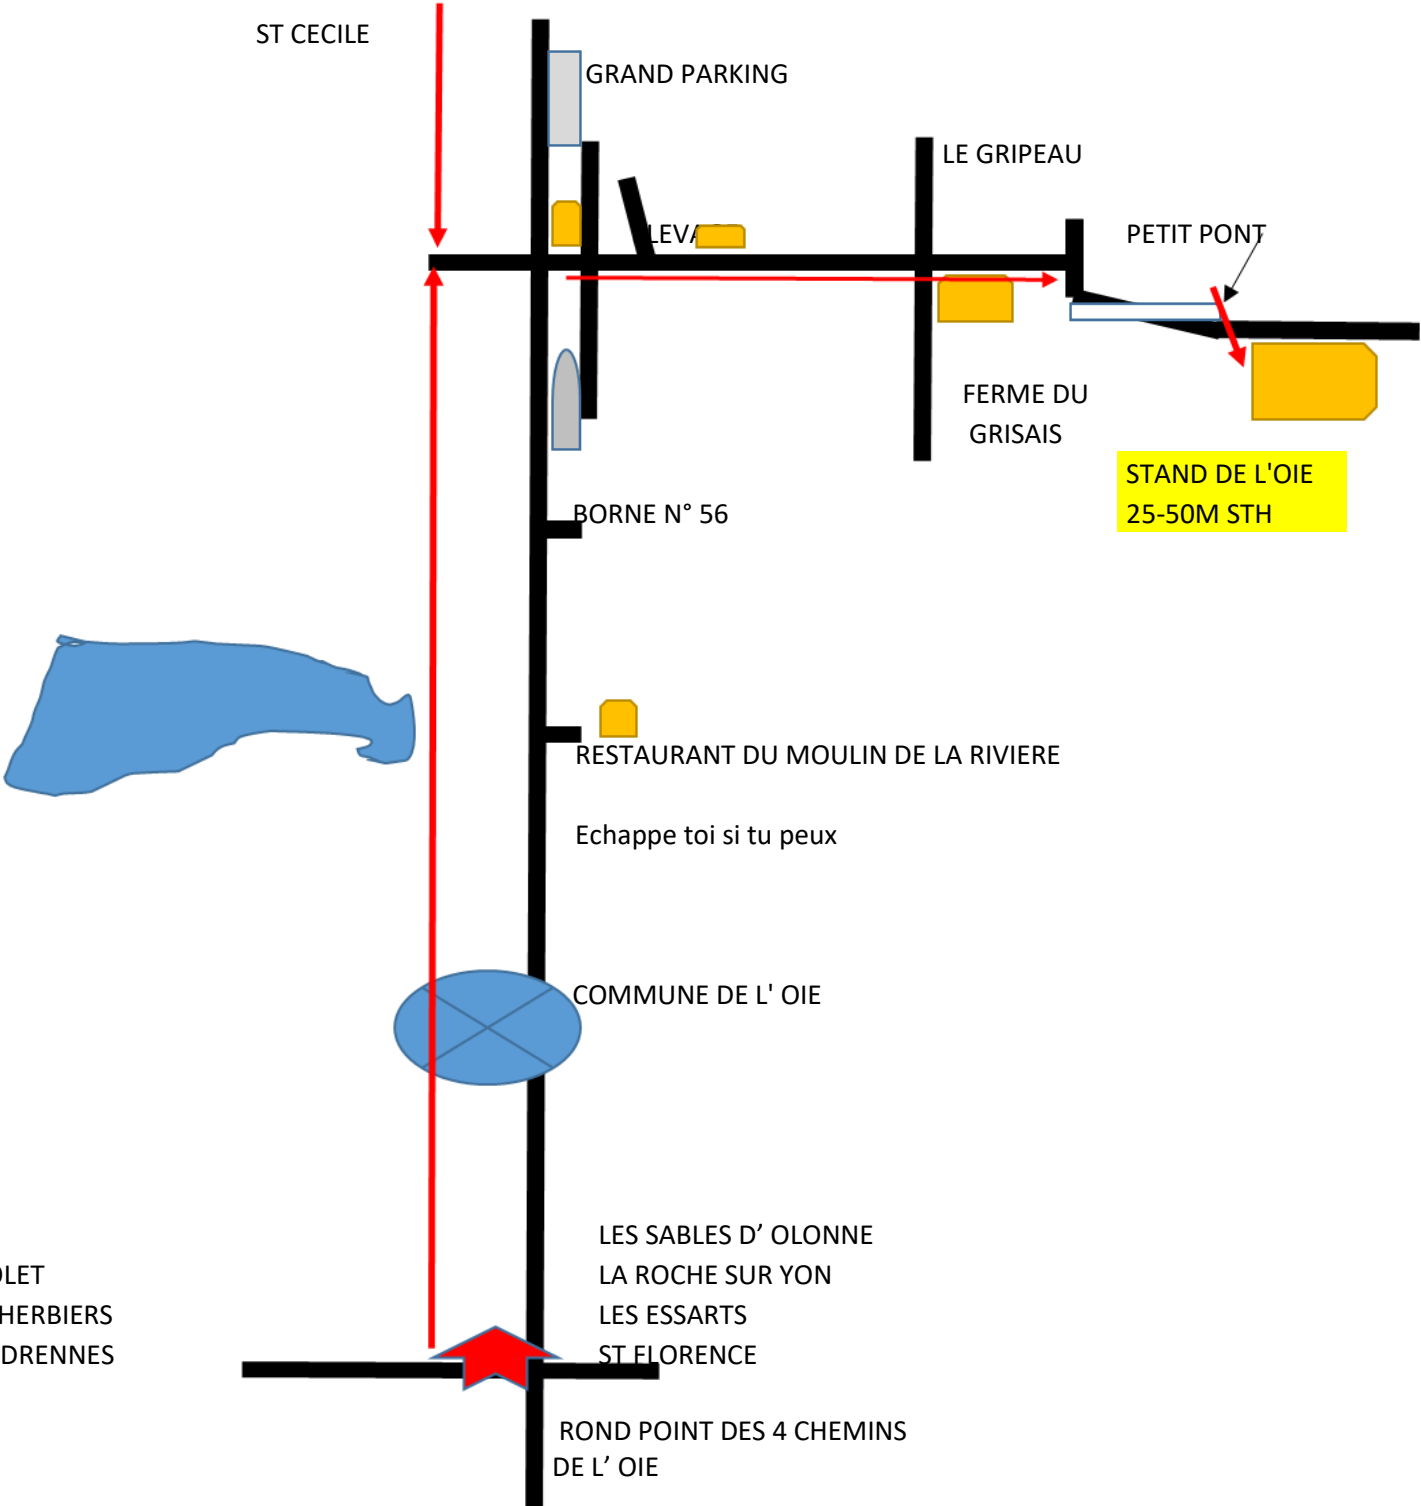 ST CECILE
GRAND PARKING
LE GRIPEAU
PETIT PONT
FERME DU
GRISAIS
STAND DE L'OIE
25-50M STH
BORNE N° 56
RESTAURANT DU MOULIN DE LA RIVIERE
Echappe toi si tu peux
COMMUNE DE L' OIE
LES SABLES D’ OLONNE
LA ROCHE SUR YON
LES ESSARTS
ST FLORENCE
OLET
HERBIERS
DRENNES
ROND POINT DES 4 CHEMINS
DE L’ OIE